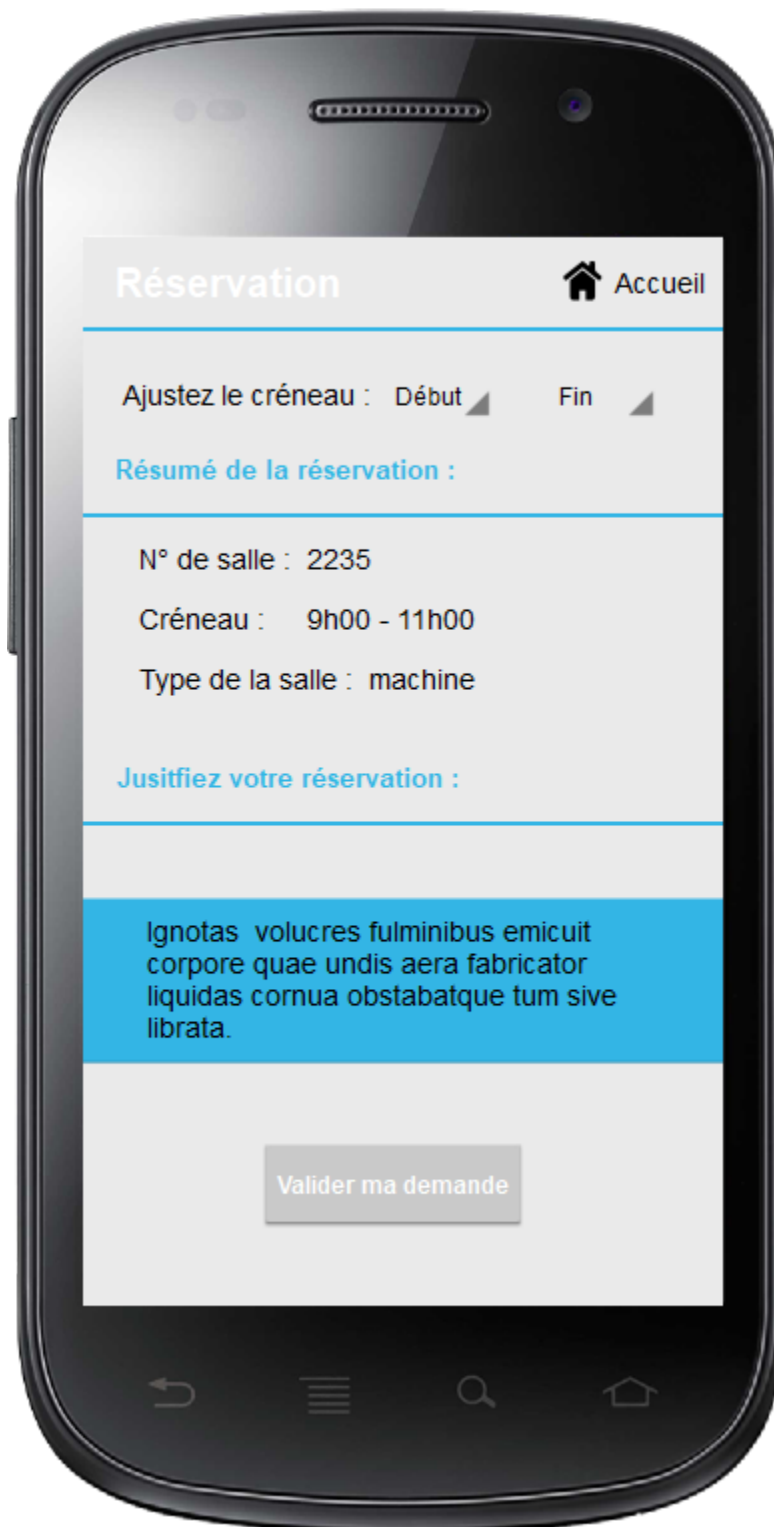 Réservation Accueil
Ajustez le créneau : Début Fin
Résumé de la réservation :
N° de salle : 2235
Créneau : 9h00 - 11h00
Type de la salle : machine
Jusitfiez votre réservation :
Ignotas volucres fulminibus emicuit
corpore quae undis aera fabricator
liquidas cornua obstabatque tum sive
librata.
Valider ma demande